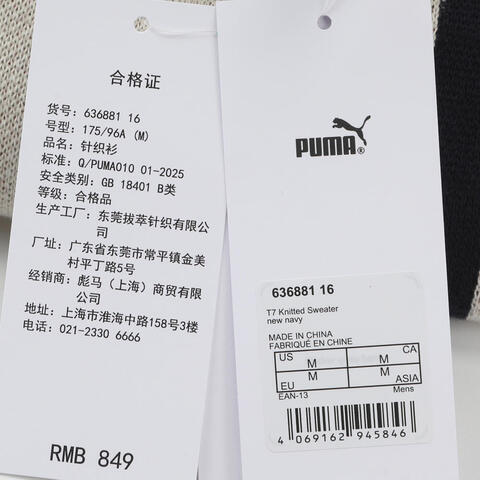 合格证
货号: 636881 16
号型: 175/96A (M)
品名: 针织衫
标准: Q/PUMA010 01-2025
安全类别: GB 18401 B类
等级: 合格品
生产工厂: 东莞拔萃针织有限公
司
厂址: 广东省东莞市常平镇金美
村平丁路5号
经销商: 彪马（上海）商贸有限公
司
地址: 上海市淮海中路158号3楼
电话: 021-2330 6666
RMB 849
PUMA®
636881 16
T7 Knitted Sweater
new navy
MADE IN CHINA
FABRIQUÉ EN CHINE
US M M CA
EU M M ASIA
EAN-13 Mens
4 069162 945846